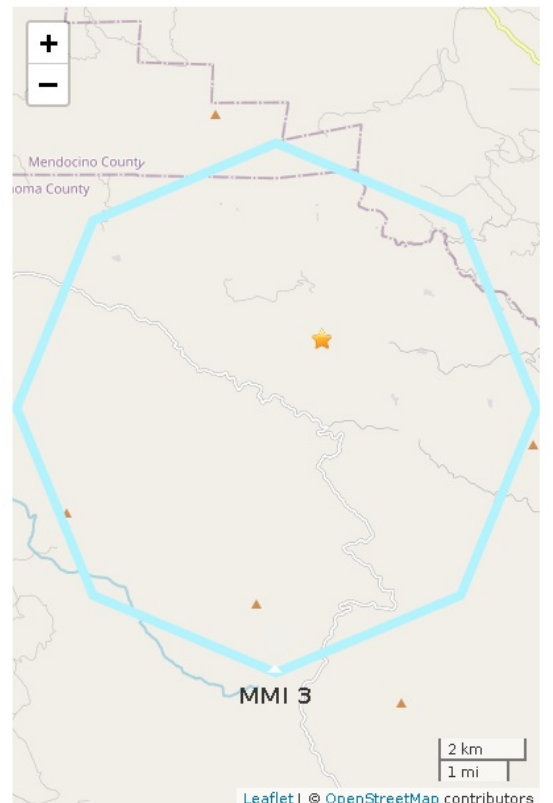 +
−
Mendocino County
oma County
MMI 3
2 km
1 mi
Leaflet | © OpenStreetMap contributors